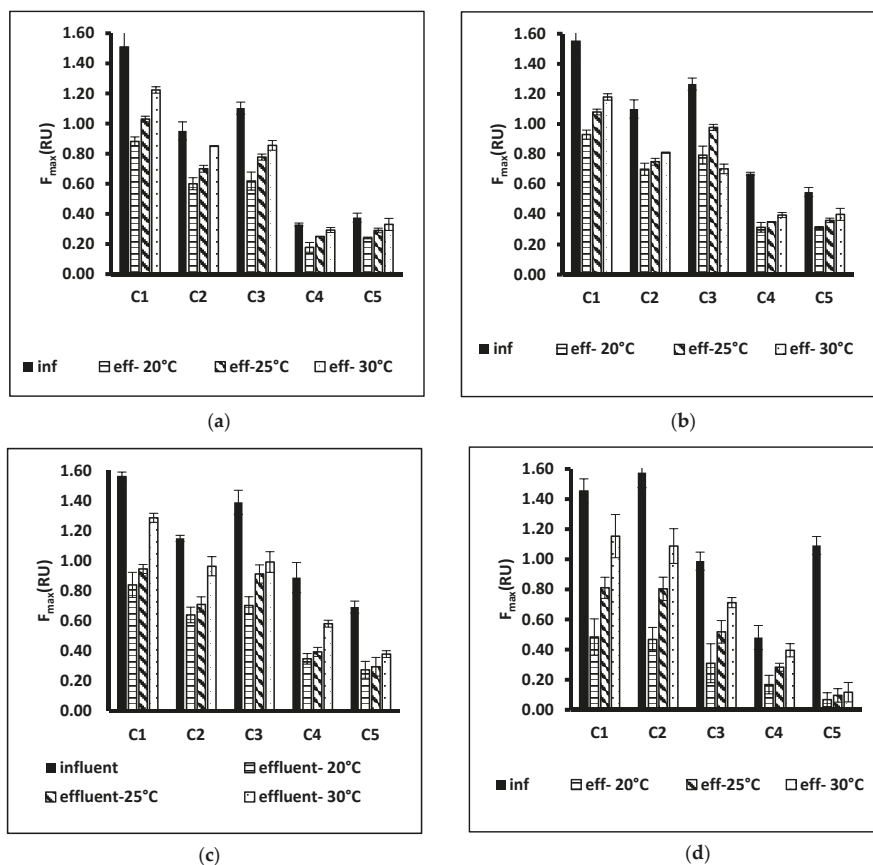 1.60
1.40
1.20
1.00
0.80
0.60
0.40
0.20
0.00
Fmax(RU)
C1 C2 C3 C4 C5
inf eff- 20°C eff-25°C eff- 30°C
(a)
1.60
1.40
1.20
1.00
0.80
0.60
0.40
0.20
0.00
Fmax(RU)
C1 C2 C3 C4 C5
inf eff- 20°C eff-25°C eff- 30°C
(b)
1.60
1.40
1.20
1.00
0.80
0.60
0.40
0.20
0.00
Fmax(RU)
C1 C2 C3 C4 C5
influent effluent- 20°C
effluent-25°C effluent- 30°C
(c)
1.60
1.40
1.20
1.00
0.80
0.60
0.40
0.20
0.00
Fmax(RU)
C1 C2 C3 C4 C5
inf eff- 20°C eff-25°C eff- 30°C
(d)